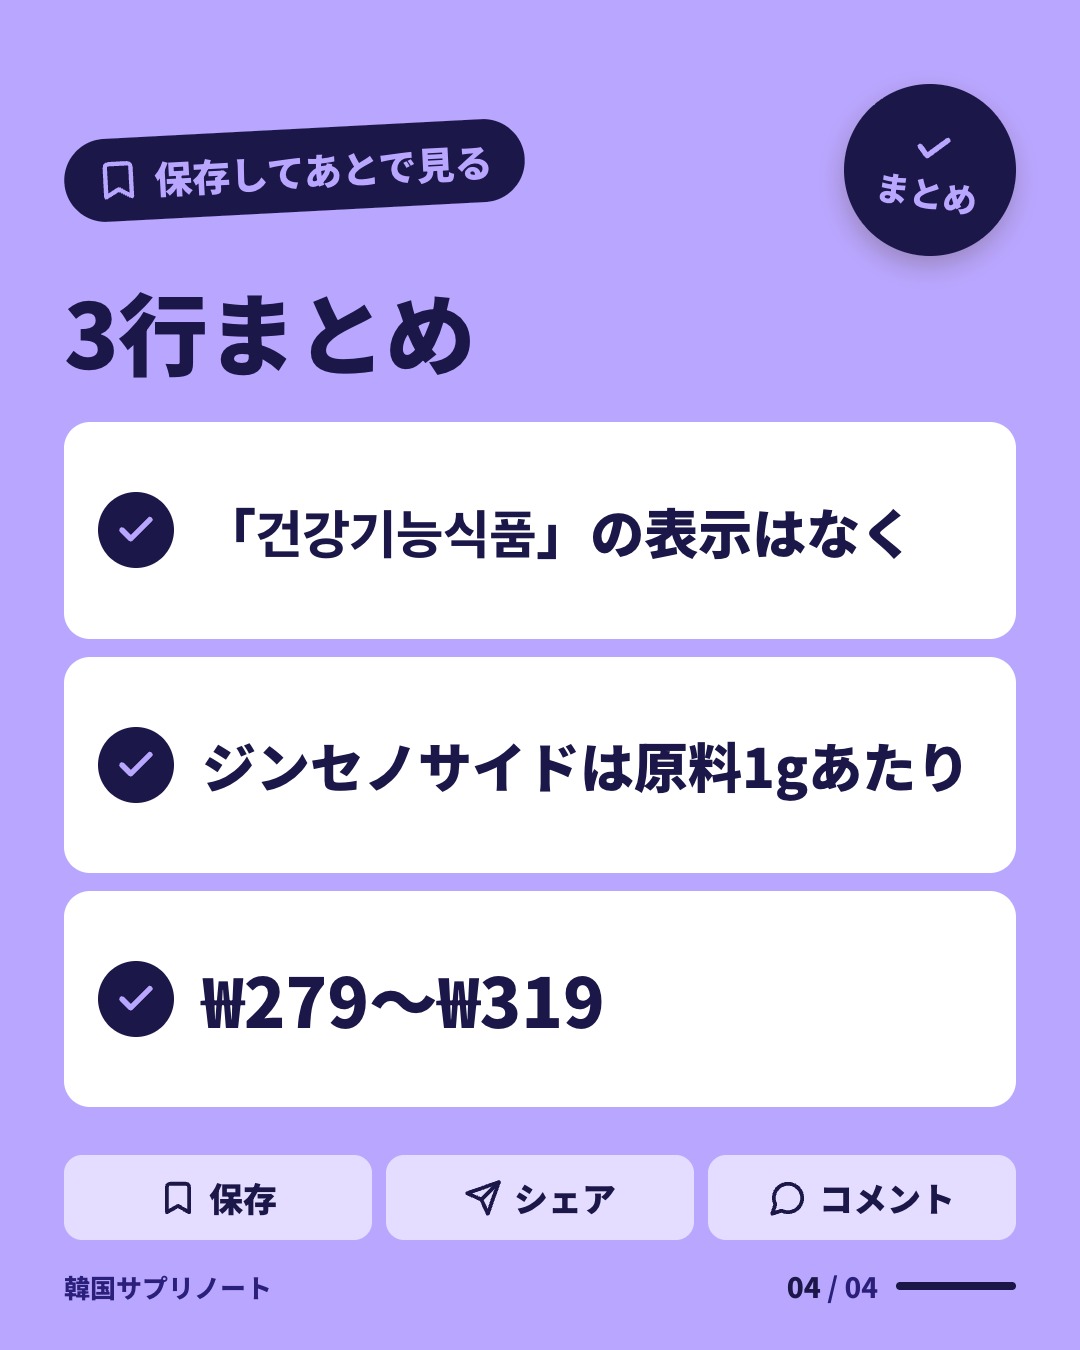 保存してあとで見る
まとめ
3行まとめ
「건강기능식품」の表示はなく
ジンセノサイドは原料1gあたり
₩279〜₩319
保存
シェア
コメント
韓国サプリノート
04 / 04